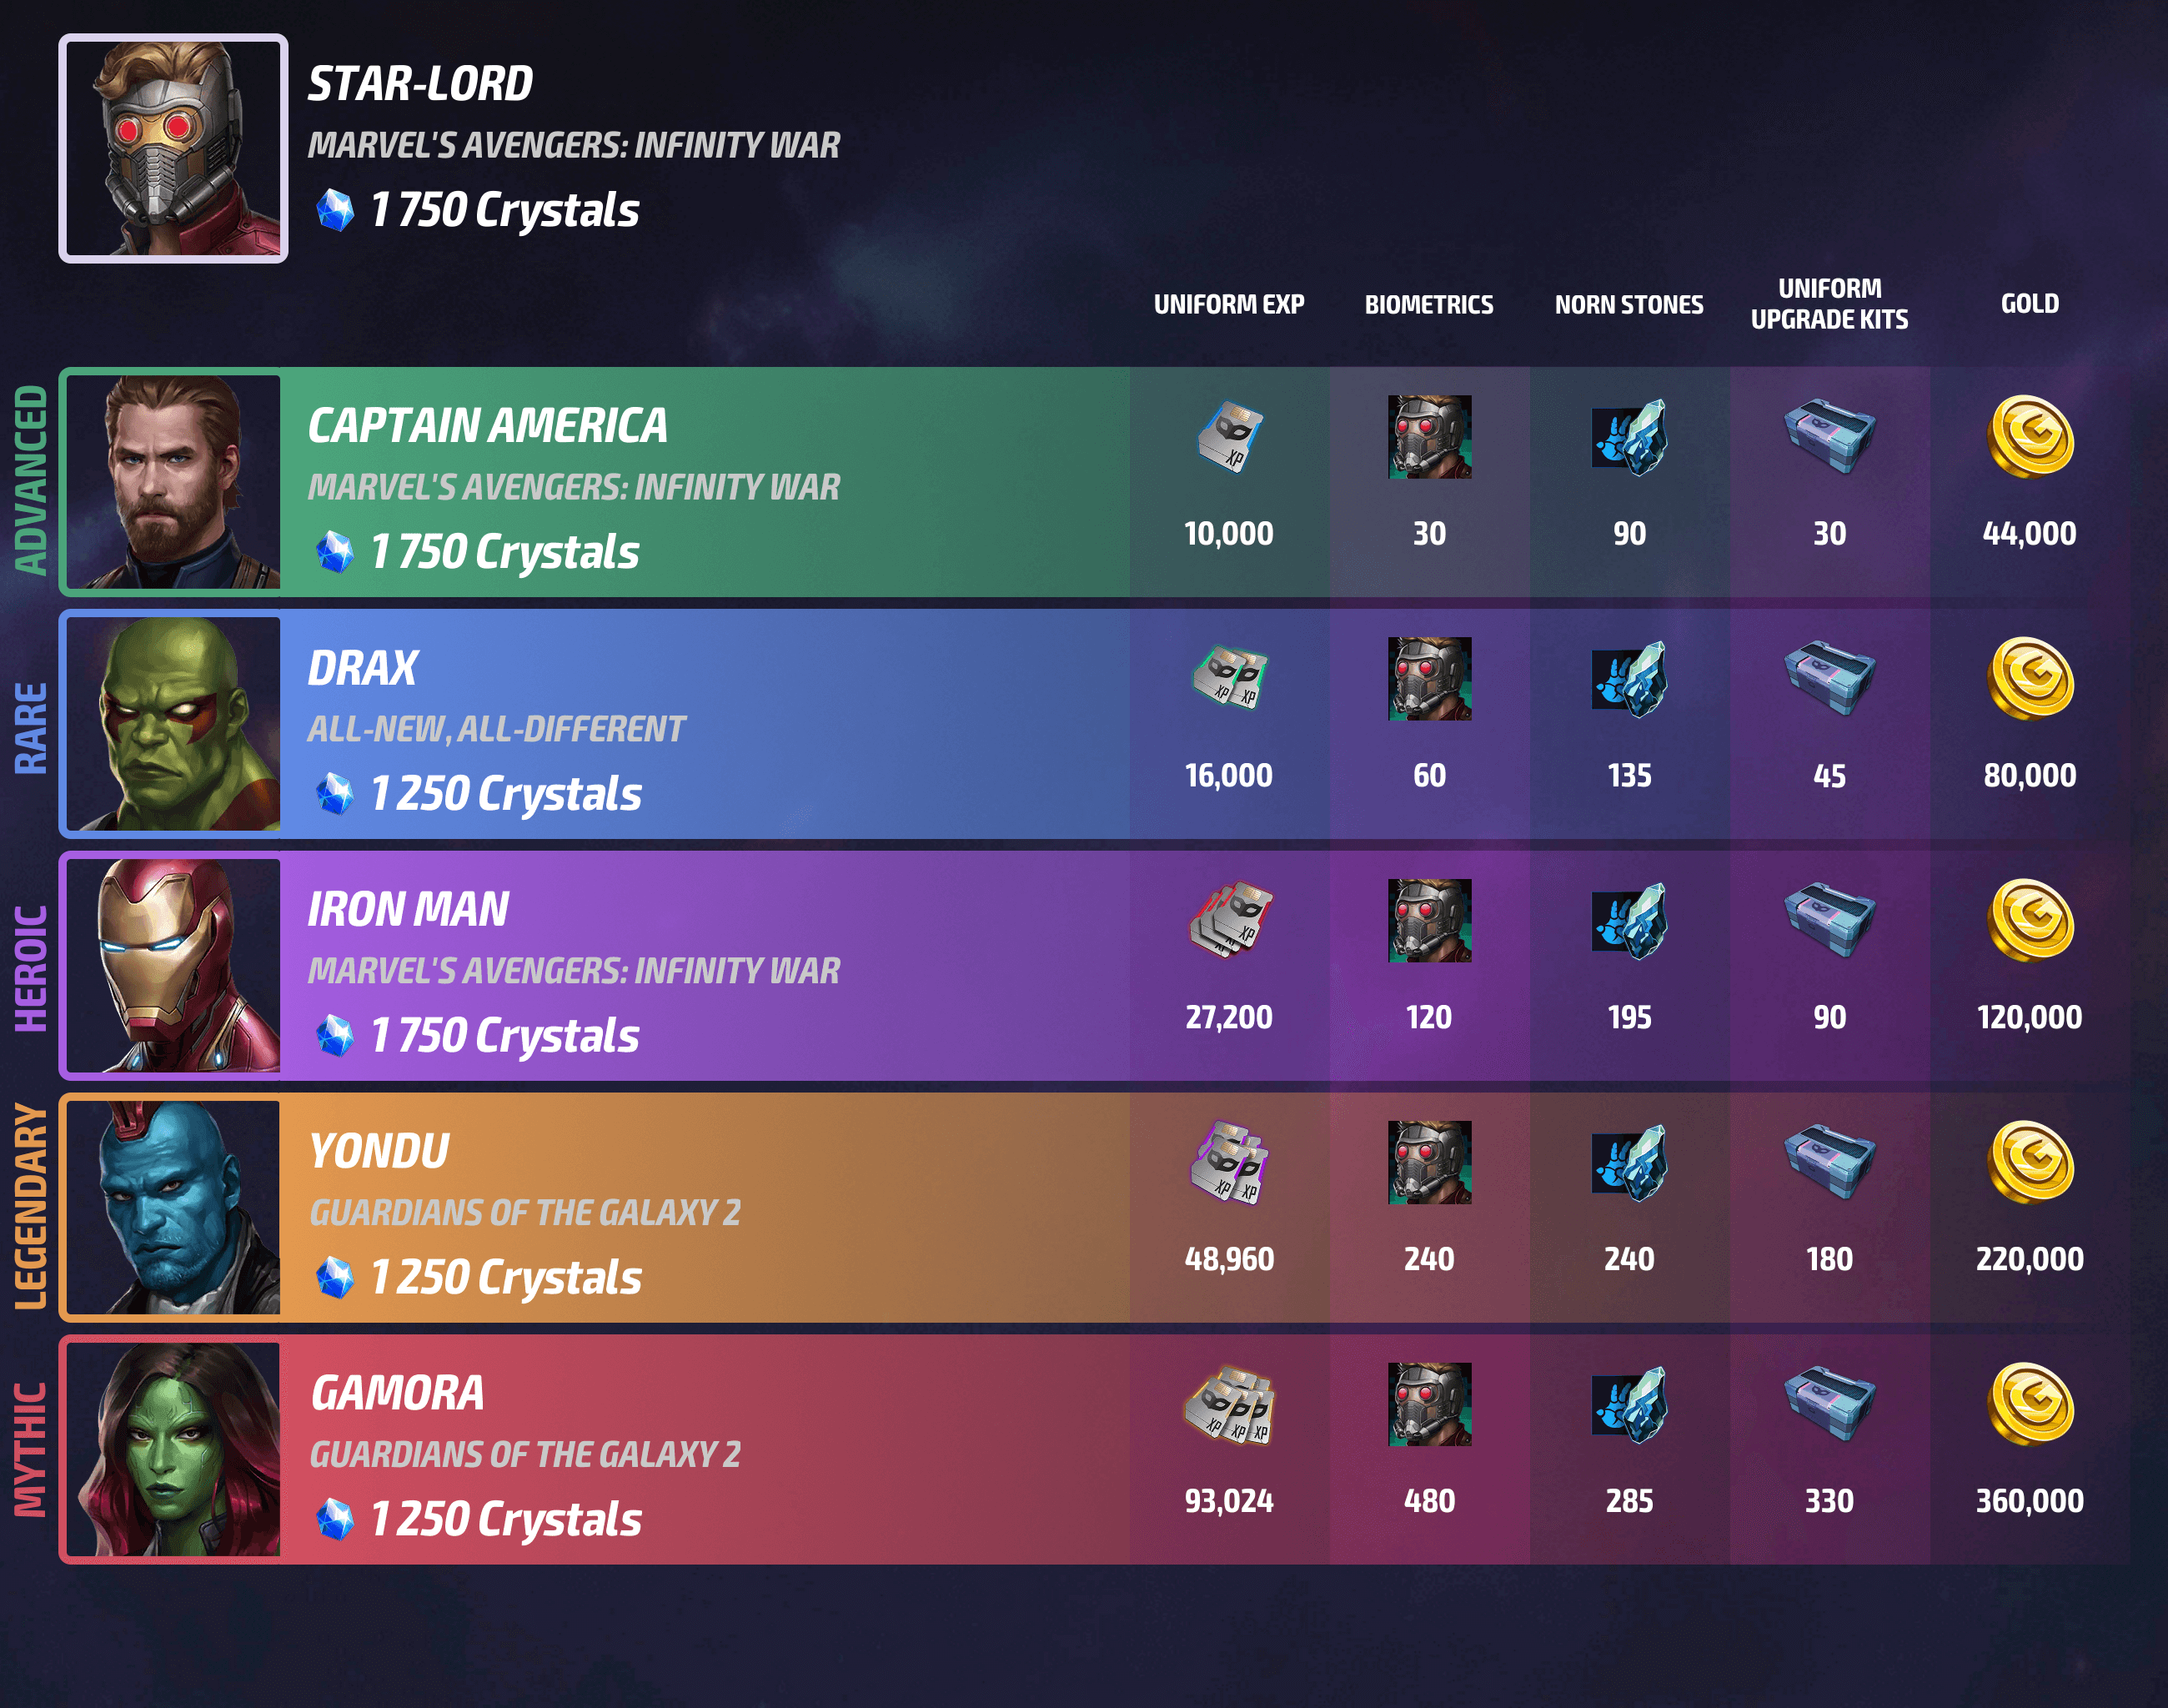 STAR-LORD
MARVEL'S AVENGERS: INFINITY WAR
1 750 Crystals
UNIFORM EXP
BIOMETRICS
NORN STONES
UNIFORM
UPGRADE KITS
GOLD
ADVANCED
CAPTAIN AMERICA
MARVEL'S AVENGERS: INFINITY WAR
1 750 Crystals
XP
10,000
30
90
30
44,000
RARE
DRAX
ALL-NEW, ALL-DIFFERENT
1 250 Crystals
XP XP
16,000
60
135
45
80,000
HEROIC
IRON MAN
MARVEL'S AVENGERS: INFINITY WAR
1 750 Crystals
XP
27,200
120
195
90
120,000
LEGENDARY
YONDU
GUARDIANS OF THE GALAXY 2
1 250 Crystals
XP XP
48,960
240
240
180
220,000
MYTHIC
GAMORA
GUARDIANS OF THE GALAXY 2
1 250 Crystals
XP XP XP
93,024
480
285
330
360,000